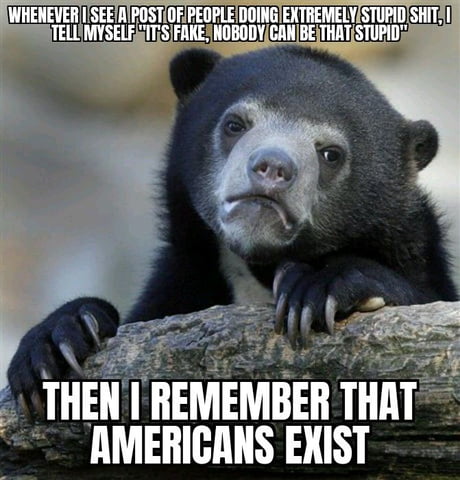 WHENEVER I SEE A POST OF PEOPLE DOING EXTREMELY STUPID SHIT, I
TELL MYSELF "IT'S FAKE, NOBODY CAN BE THAT STUPID"
THEN I REMEMBER THAT
AMERICANS EXIST